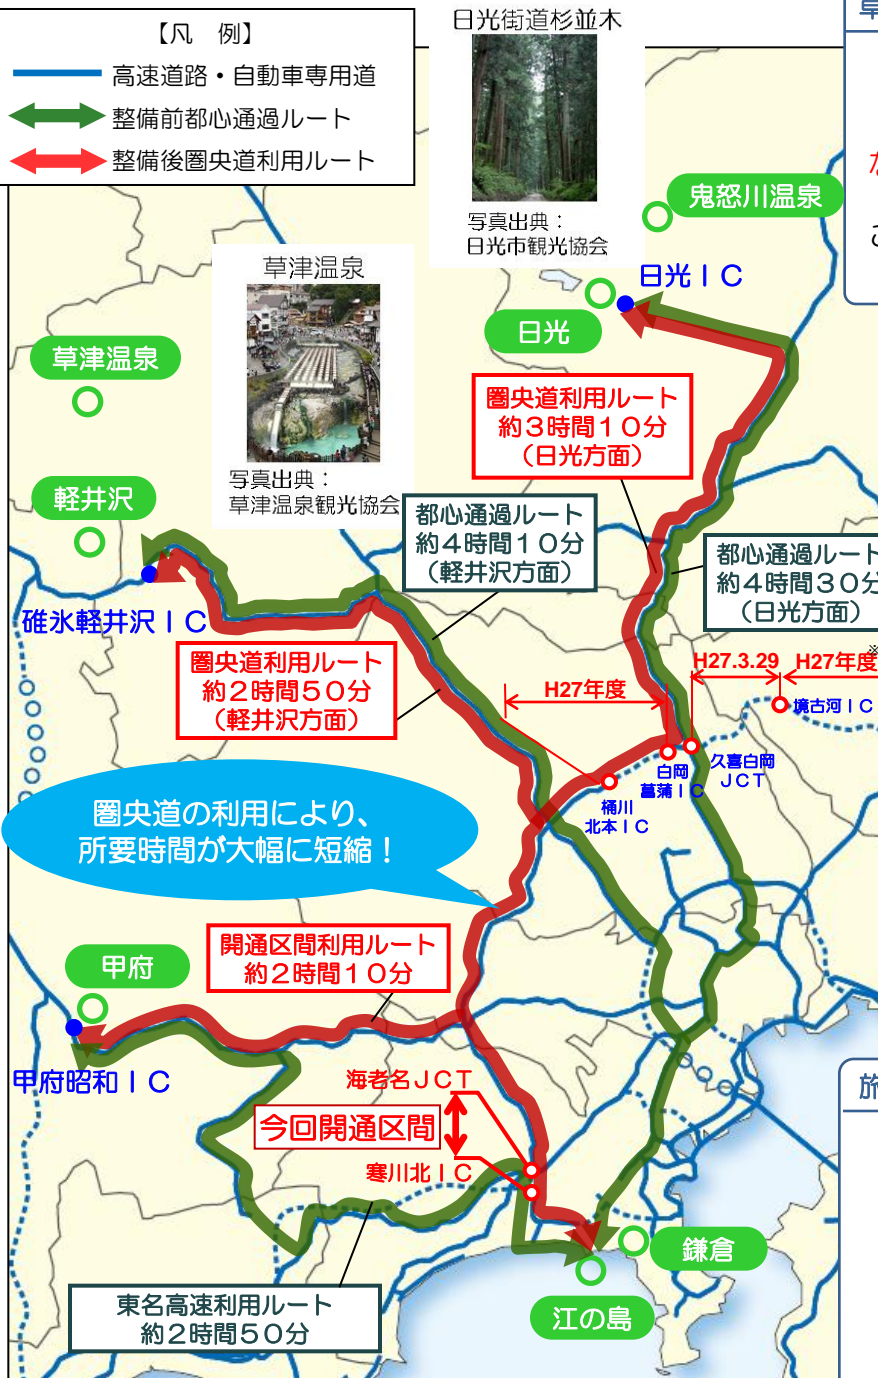 【凡　例】
高速道路・自動車専用道
整備前都心通過ルート
整備後圏央道利用ルート
日光街道杉並木
写真出典：
日光市観光協会
鬼怒川温泉
日光ＩＣ
日光
草津温泉
写真出典：
草津温泉観光協会
草津温泉
軽井沢
碓氷軽井沢ＩＣ
圏央道利用ルート
約３時間１０分
（日光方面）
都心通過ルート
約４時間１０分
（軽井沢方面）
都心通過ルート
約４時間３０分
（日光方面）
圏央道利用ルート
約２時間５０分
（軽井沢方面）
H27年度
H27.3.29
※
H27年度
境古河ＩＣ
久喜白岡
ＪＣＴ
白岡
菖蒲ＩＣ
桶川
北本ＩＣ
圏央道の利用により、
所要時間が大幅に短縮！
開通区間利用ルート
約２時間１０分
甲府
甲府昭和ＩＣ
海老名ＪＣＴ
今回開通区間
寒川北ＩＣ
東名高速利用ルート
約２時間５０分
鎌倉
江の島
旅